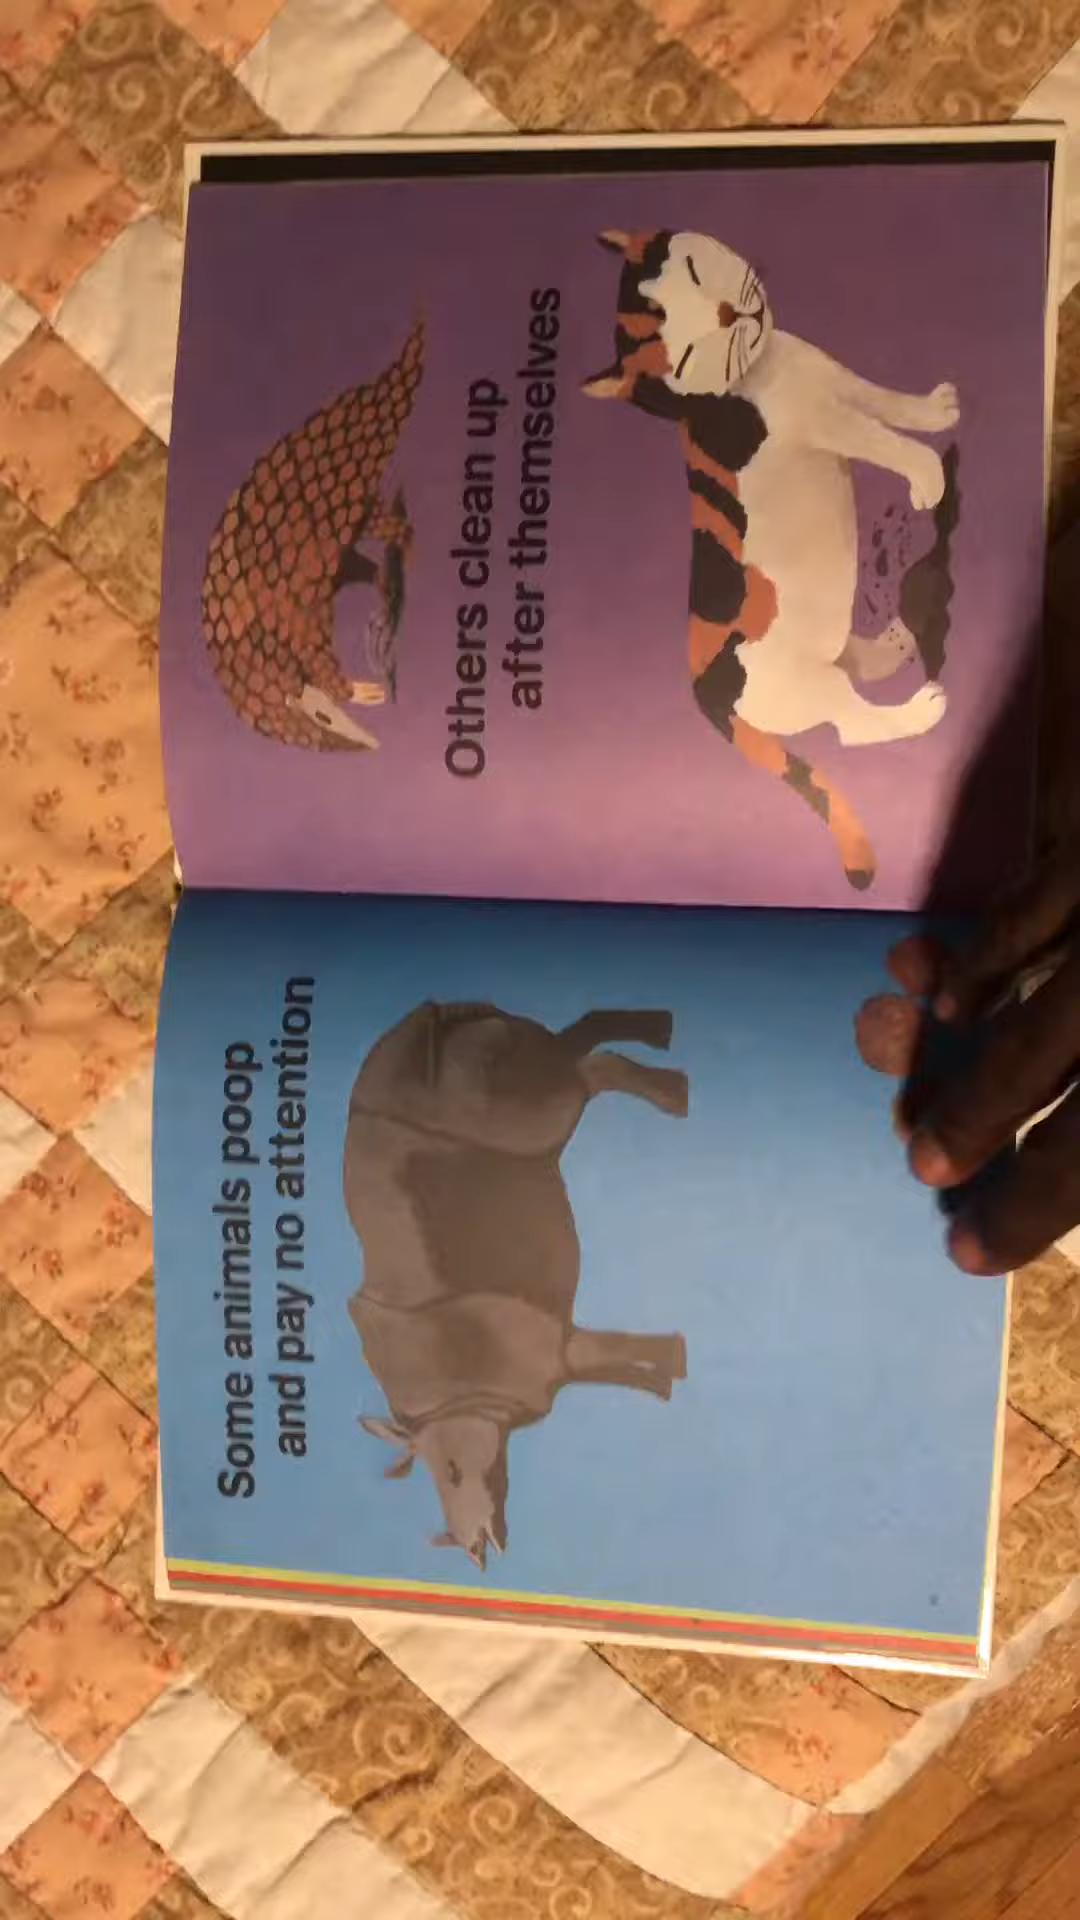 Some animals poop
and pay no attention
Others clean up
after themselves